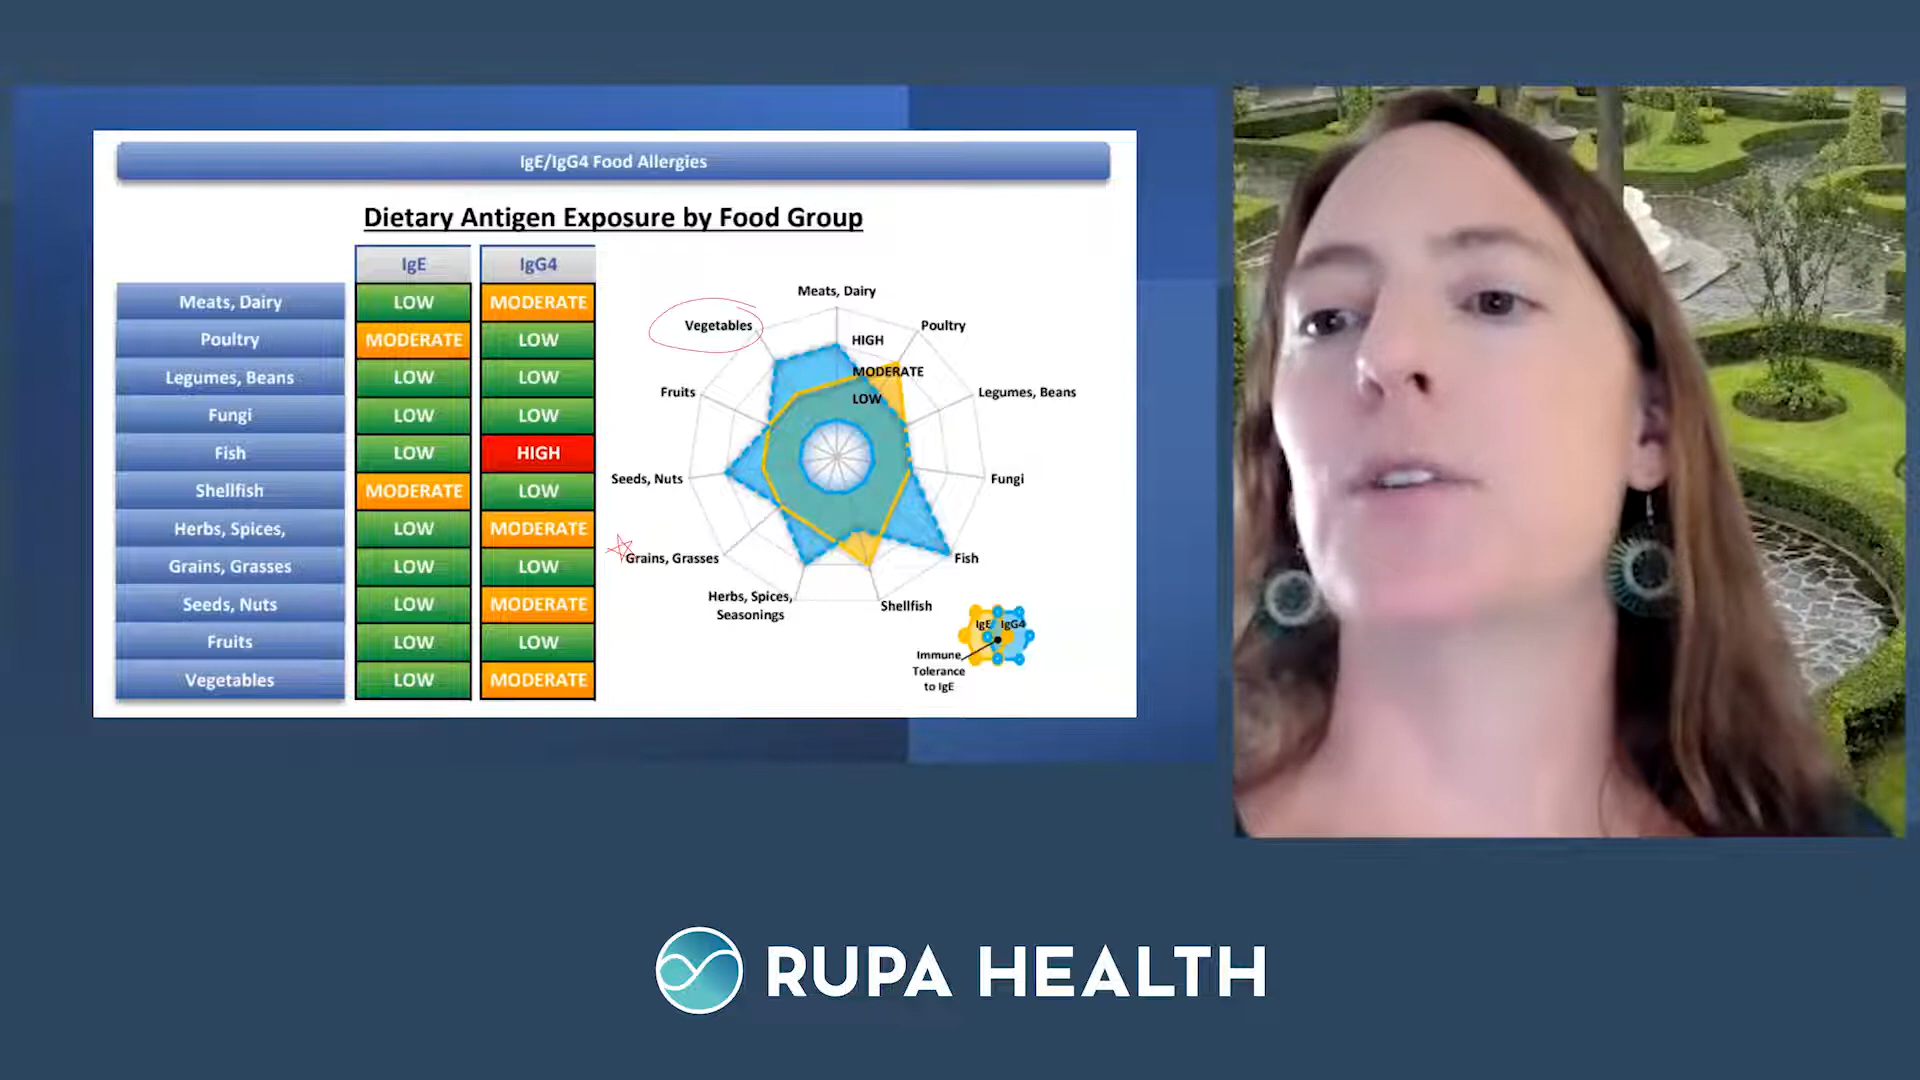 IgE/IgG4 Food Allergies
Dietary Antigen Exposure by Food Group
IgE IgG4
Meats, Dairy LOW MODERATE
Poultry MODERATE LOW
Legumes, Beans LOW LOW
Fungi LOW LOW
Fish LOW HIGH
Shellfish MODERATE LOW
Herbs, Spices, LOW MODERATE
Grains, Grasses LOW LOW
Seeds, Nuts LOW MODERATE
Fruits LOW LOW
Vegetables LOW MODERATE
Meats, Dairy
Vegetables
Poultry
HIGH
MODERATE
LOW
Fruits
Legumes, Beans
Seeds, Nuts
Fungi
Grains, Grasses
Fish
Herbs, Spices,
Seasonings
Shellfish
IgE IgG4
Immune
Tolerance
to IgE
RUPA HEALTH